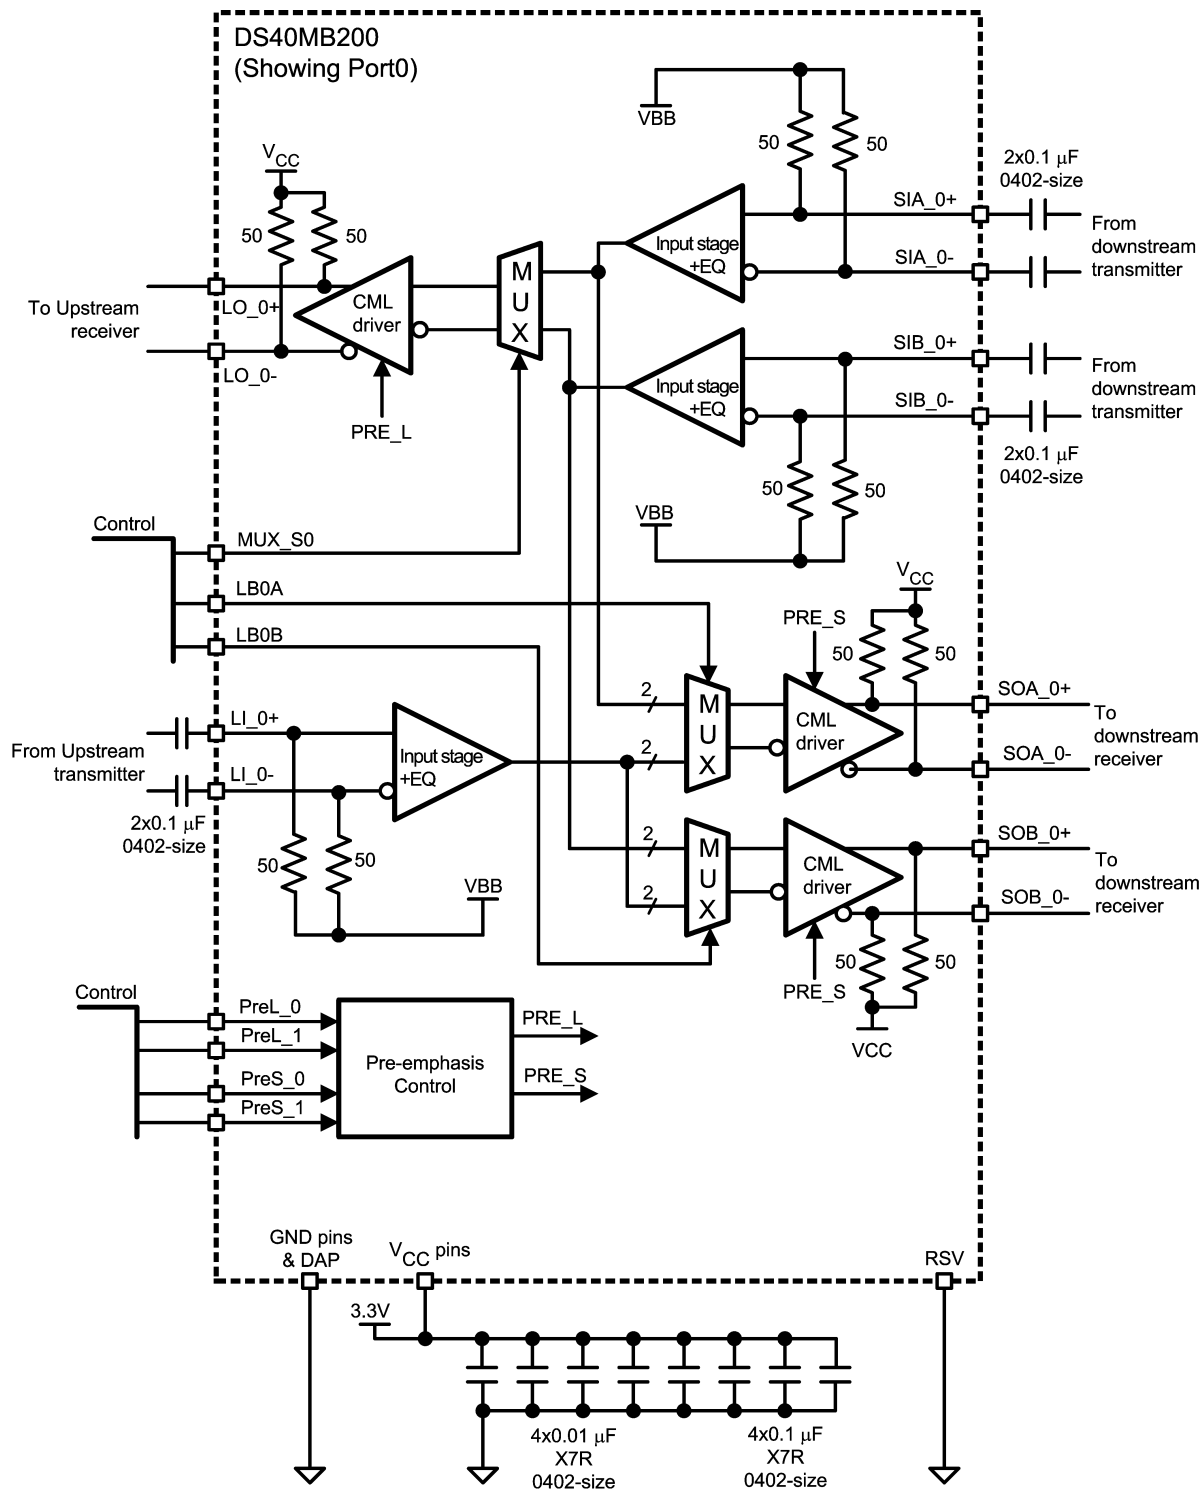 DS40MB200
(Showing Port0)
VBB
50
50
2x0.1 µF
0402-size
SIA_0+
SIA_0-
From
downstream
transmitter
Input stage
+EQ
VCC
50
50
M
U
X
CML
driver
LO_0+
LO_0-
To Upstream
receiver
PRE_L
SIB_0+
SIB_0-
From
downstream
transmitter
Input stage
+EQ
2x0.1 µF
0402-size
50
50
VBB
Control
MUX_S0
LB0A
LB0B
VCC
PRE_S
50
50
2
2
M
U
X
CML
driver
SOA_0+
SOA_0-
To
downstream
receiver
LI_0+
LI_0-
From Upstream
transmitter
2x0.1 µF
0402-size
Input stage
+EQ
50
50
VBB
2
2
M
U
X
CML
driver
SOB_0+
SOB_0-
To
downstream
receiver
50
50
PRE_S
VCC
Control
PreL_0
PreL_1
PreS_0
PreS_1
Pre-emphasis
Control
PRE_L
PRE_S
GND pins
& DAP
VCC pins
RSV
3.3V
4x0.01 µF
X7R
0402-size
4x0.1 µF
X7R
0402-size